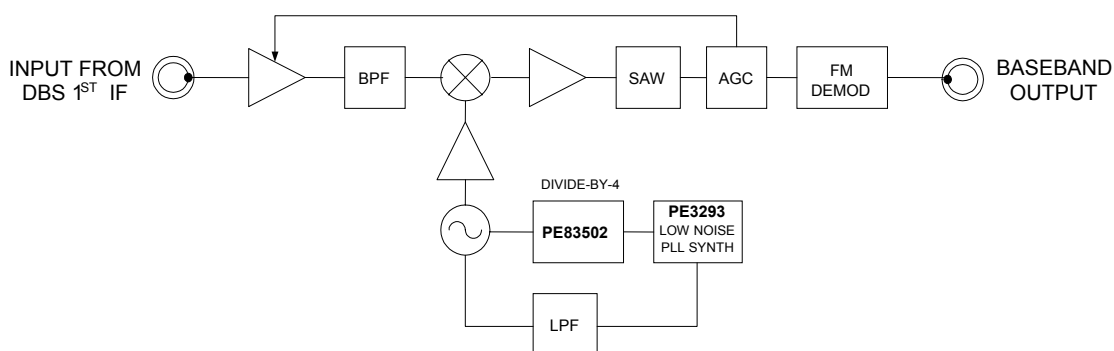 INPUT FROM
DBS 1ST IF
BPF
SAW
AGC
FM
DEMOD
BASEBAND
OUTPUT
DIVIDE-BY-4
PE83502
PE3293
LOW NOISE
PLL SYNTH
LPF